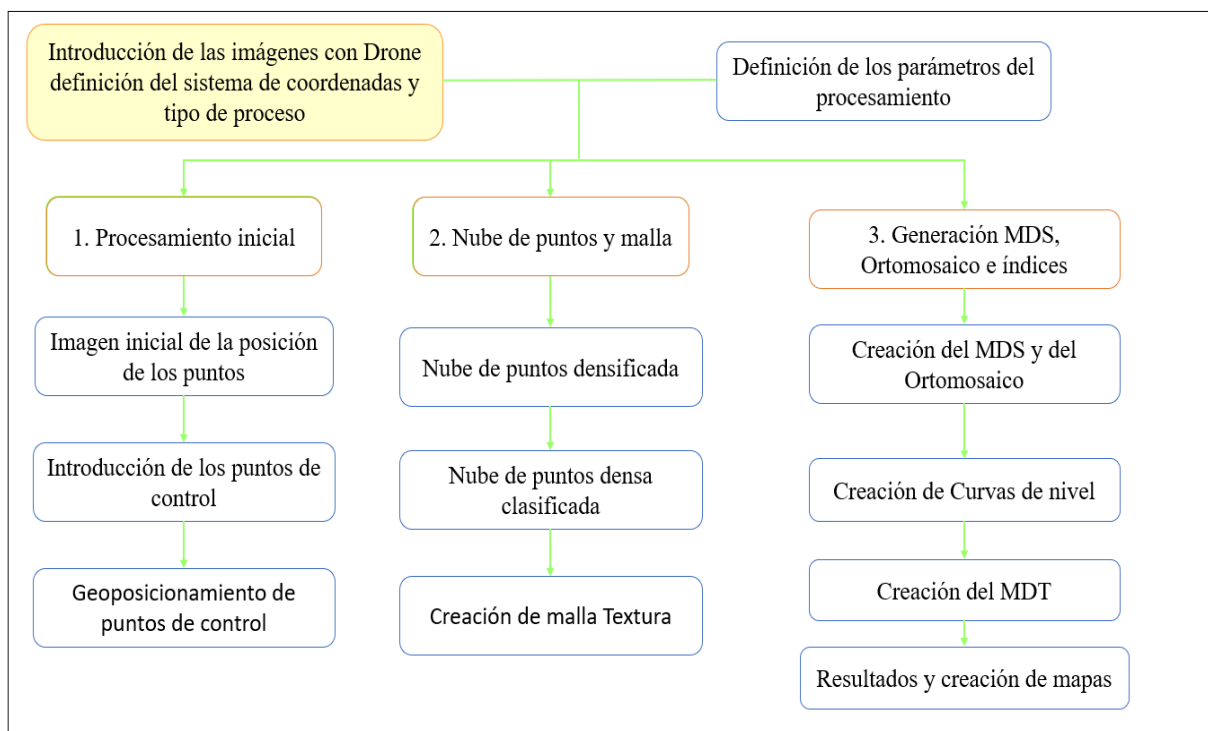 Introducción de las imágenes con Drone
definición del sistema de coordenadas y
tipo de proceso
Definición de los parámetros del
procesamiento
1. Procesamiento inicial
2. Nube de puntos y malla
3. Generación MDS,
Ortomosaico e índices
Imagen inicial de la posición
de los puntos
Nube de puntos densificada
Creación del MDS y del
Ortomosaico
Introducción de los puntos de
control
Nube de puntos densa
clasificada
Creación de Curvas de nivel
Geoposicionamiento de
puntos de control
Creación de malla Textura
Creación del MDT
Resultados y creación de mapas